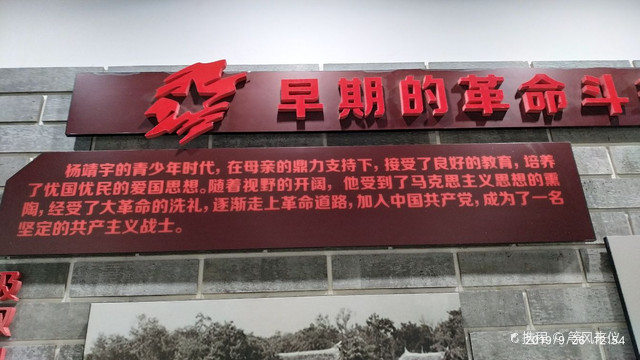 早期的革命斗
杨靖宇的青少年时代，在母亲的鼎力支持下，接受了良好的教育，培养
了忧国忧民的爱国思想。随着视野的开阔，他受到了马克思主义思想的熏
陶，经受了大革命的洗礼，逐渐走上革命道路，加入中国共产党，成为了一名
坚定的共产主义战士。